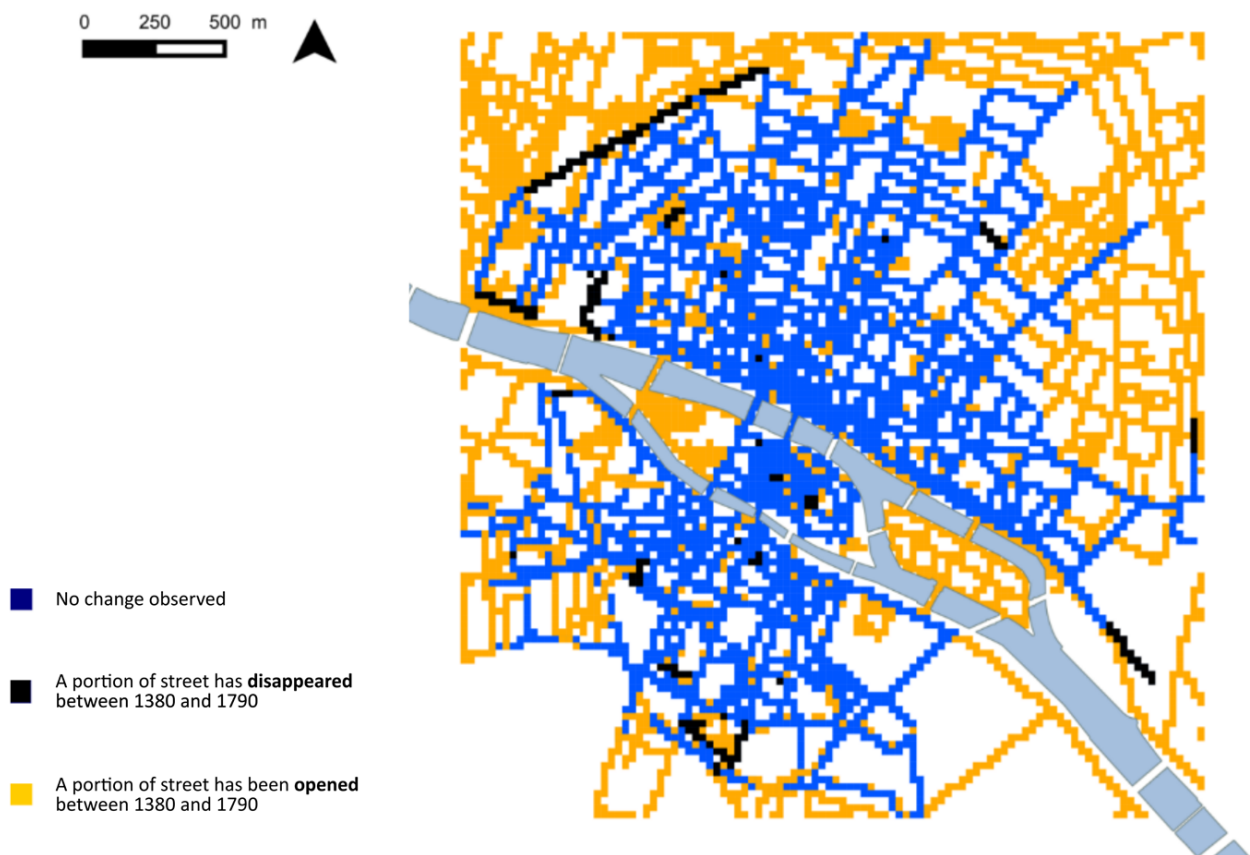 0 250 500 m
No change observed
A portion of street has disappeared
between 1380 and 1790
A portion of street has been opened
between 1380 and 1790